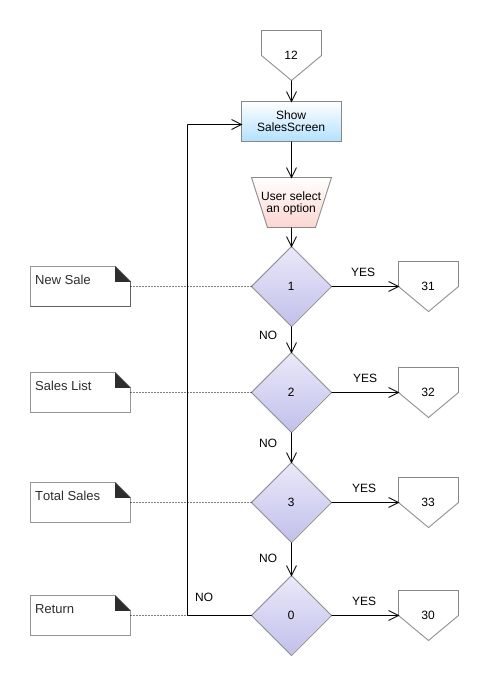 12
Show
SalesScreen
User select
an option
New Sale
1
YES
31
NO
Sales List
2
YES
32
NO
Total Sales
3
YES
33
NO
Return
NO
0
YES
30